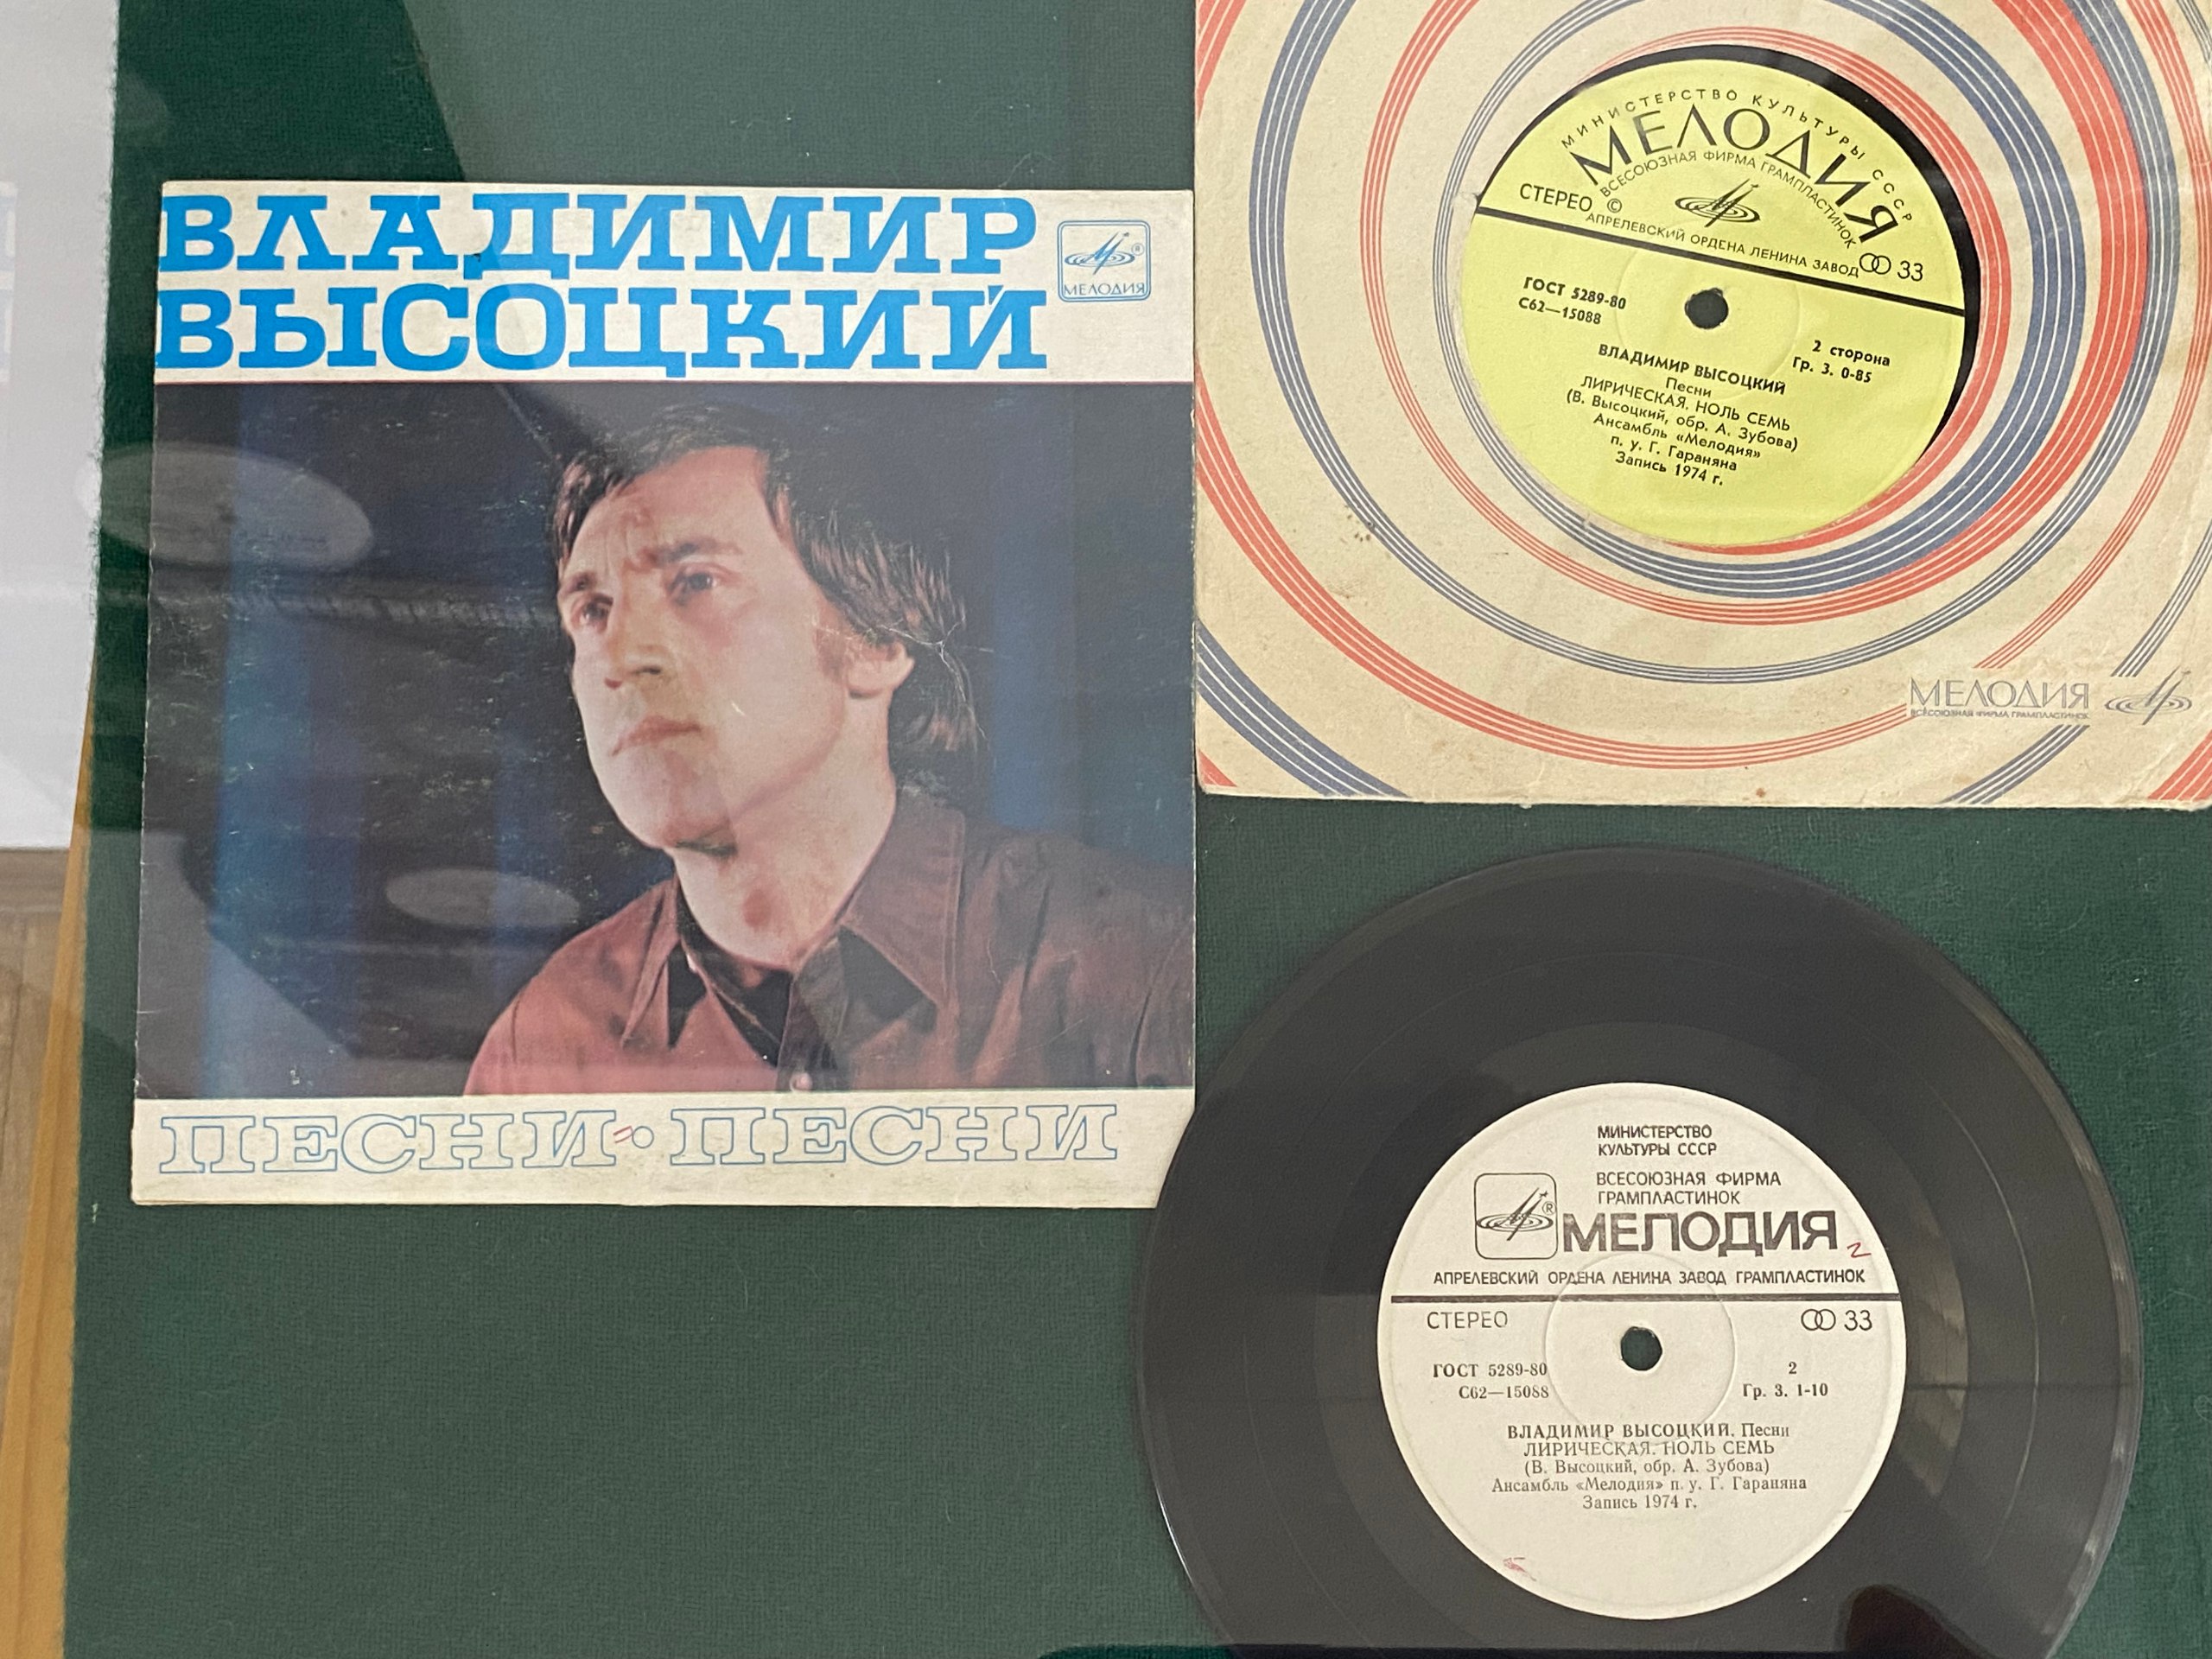 ВЛАДИМИР
ВЫСОЦКИЙ
МЕЛОДИЯ
ПЕСНИ • ПЕСНИ
МИНИСТЕРСТВО КУЛЬТУРЫ СССР
МЕЛОДИЯ
ВСЕСОЮЗНАЯ ФИРМА ГРАМПЛАСТИНОК
СТЕРЕО ©
АПРЕЛЕВСКИЙ ОРДЕНА ЛЕНИНА ЗАВОД
33
ГОСТ 5289-80
С62—15088
2 сторона
Гр. 3. 0-85
ВЛАДИМИР ВЫСОЦКИЙ
Песни
ЛИРИЧЕСКАЯ. НОЛЬ СЕМЬ
(В. Высоцкий, обр. А. Зубова)
Ансамбль «Мелодия»
п. у. Г. Гараняна
Запись 1974 г.
МЕЛОДИЯ
ВСЕСОЮЗНАЯ ФИРМА ГРАМПЛАСТИНОК
МИНИСТЕРСТВО
КУЛЬТУРЫ СССР
ВСЕСОЮЗНАЯ ФИРМА
ГРАМПЛАСТИНОК
® МЕЛОДИЯ 2
АПРЕЛЕВСКИЙ ОРДЕНА ЛЕНИНА ЗАВОД ГРАМПЛАСТИНОК
СТЕРЕО 33
ГОСТ 5289-80 2
С62—15088 Гр. 3. 1-10
ВЛАДИМИР ВЫСОЦКИЙ. Песни
ЛИРИЧЕСКАЯ. НОЛЬ СЕМЬ
(В. Высоцкий, обр. А. Зубова)
Ансамбль «Мелодия» п. у. Г. Гараняна
Запись 1974 г.